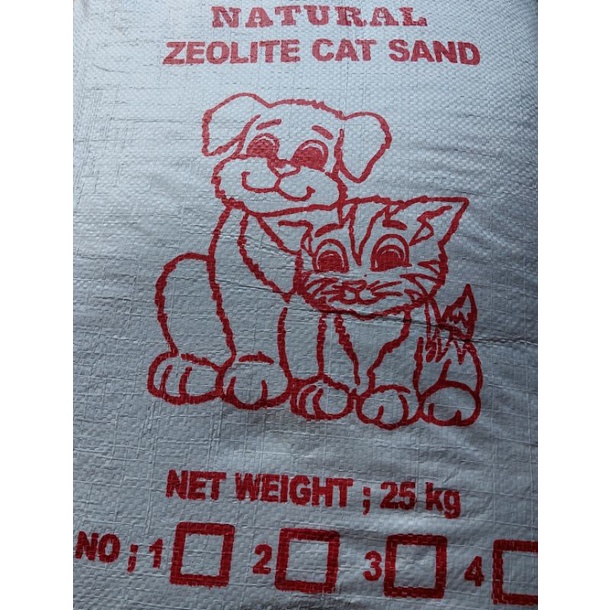 NATURAL
ZEOLITE CAT SAND
NET WEIGHT ; 25 kg
NO ; 1 2 3 4